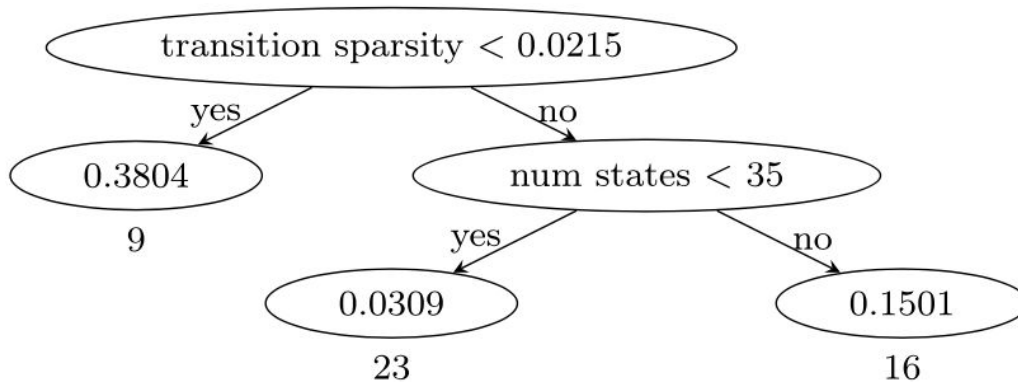 transition sparsity < 0.0215
yes
no
0.3804
num states < 35
9
yes
no
0.0309
0.1501
23
16